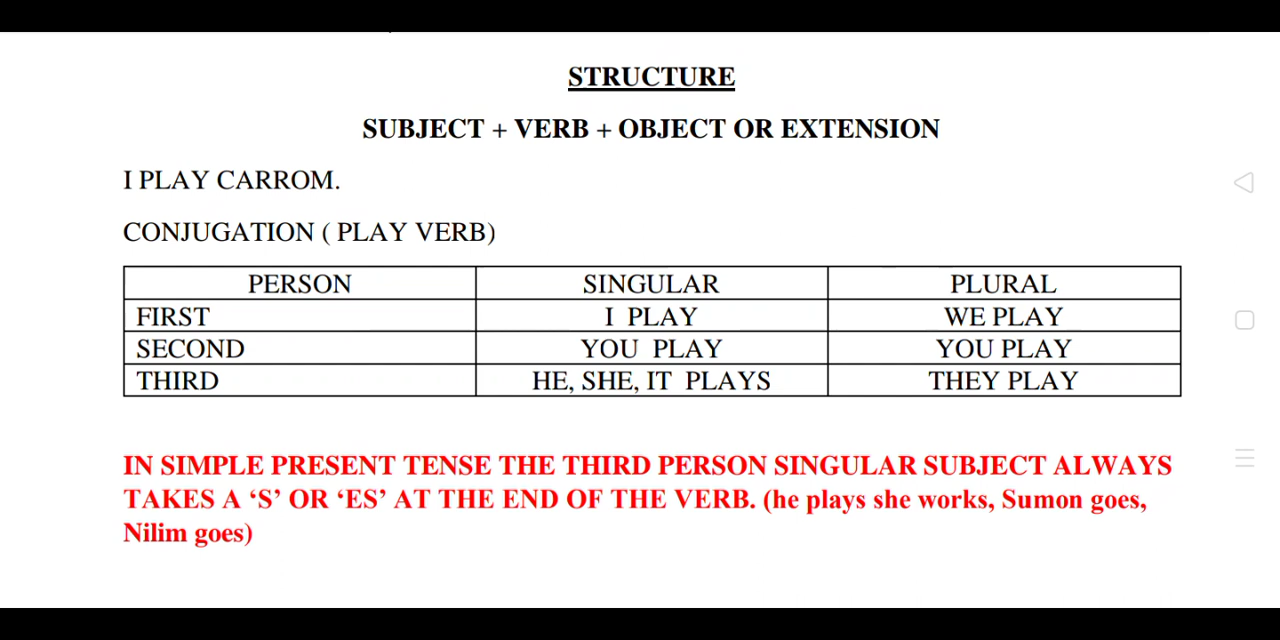 STRUCTURE
SUBJECT + VERB + OBJECT OR EXTENSION
I PLAY CARROM.
CONJUGATION ( PLAY VERB)
PERSON SINGULAR PLURAL
FIRST I PLAY WE PLAY
SECOND YOU PLAY YOU PLAY
THIRD HE, SHE, IT PLAYS THEY PLAY
IN SIMPLE PRESENT TENSE THE THIRD PERSON SINGULAR SUBJECT ALWAYS
TAKES A ‘S’ OR ‘ES’ AT THE END OF THE VERB. (he plays she works, Sumon goes,
Nilim goes)